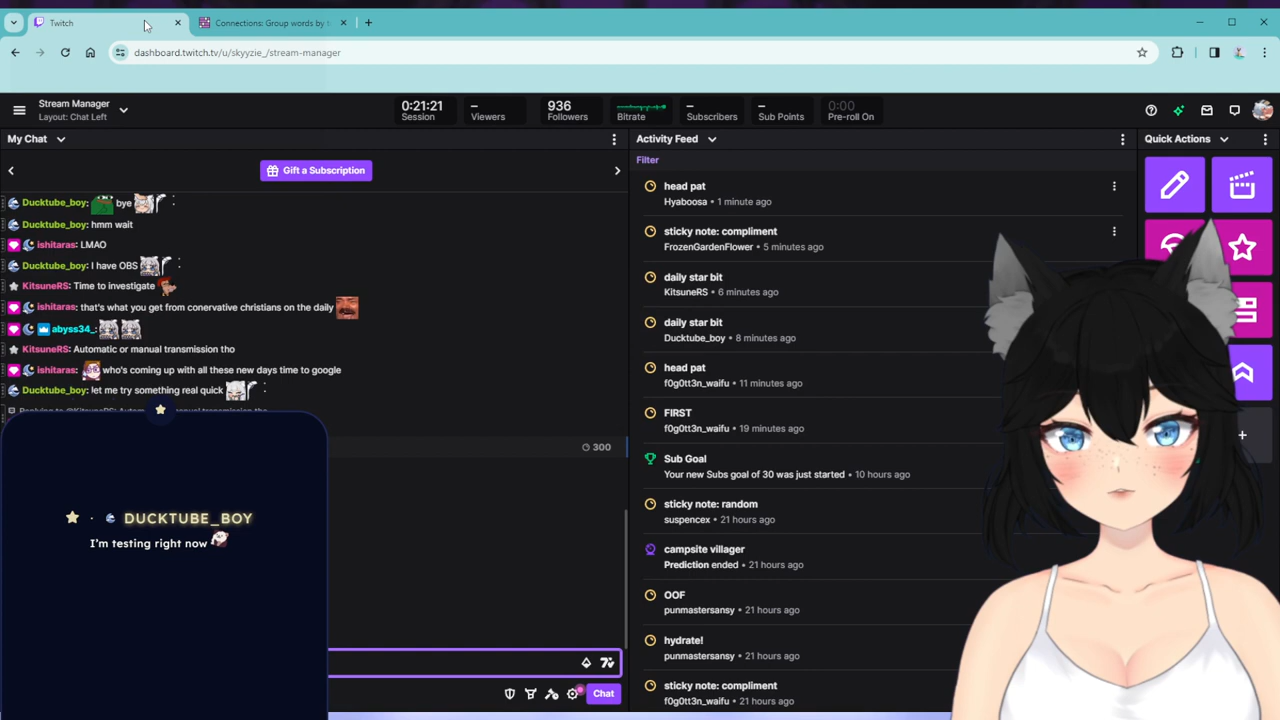 Twitch
Connections: Group words by t
dashboard.twitch.tv/u/skyyzie_/stream-manager
Stream Manager
Layout: Chat Left
0:21:21
Session
–
Viewers
936
Followers
Bitrate
–
Subscribers
–
Sub Points
0:00
Pre-roll On
My Chat
Gift a Subscription
Ducktube_boy: bye
Ducktube_boy: hmm wait
ishitaras: LMAO
Ducktube_boy: I have OBS
KitsuneRS: Time to investigate
ishitaras: that's what you get from conervative christians on the daily
abyss34_:
KitsuneRS: Automatic or manual transmission tho
ishitaras: who's coming up with all these new days time to google
Ducktube_boy: let me try something real quick
300
DUCKTUBE_BOY
I'm testing right now
Chat
Activity Feed
Filter
head pat
Hyaboosa • 1 minute ago
sticky note: compliment
FrozenGardenFlower • 5 minutes ago
daily star bit
KitsuneRS • 6 minutes ago
daily star bit
Ducktube_boy • 8 minutes ago
head pat
f0g0tt3n_waifu • 11 minutes ago
FIRST
f0g0tt3n_waifu • 19 minutes ago
Sub Goal
Your new Subs goal of 30 was just started • 10 hours ago
sticky note: random
suspencex • 21 hours ago
campsite villager
Prediction ended • 21 hours ago
OOF
punmastersansy • 21 hours ago
hydrate!
punmastersansy • 21 hours ago
sticky note: compliment
f0g0tt3n_waifu • 21 hours ago
Quick Actions